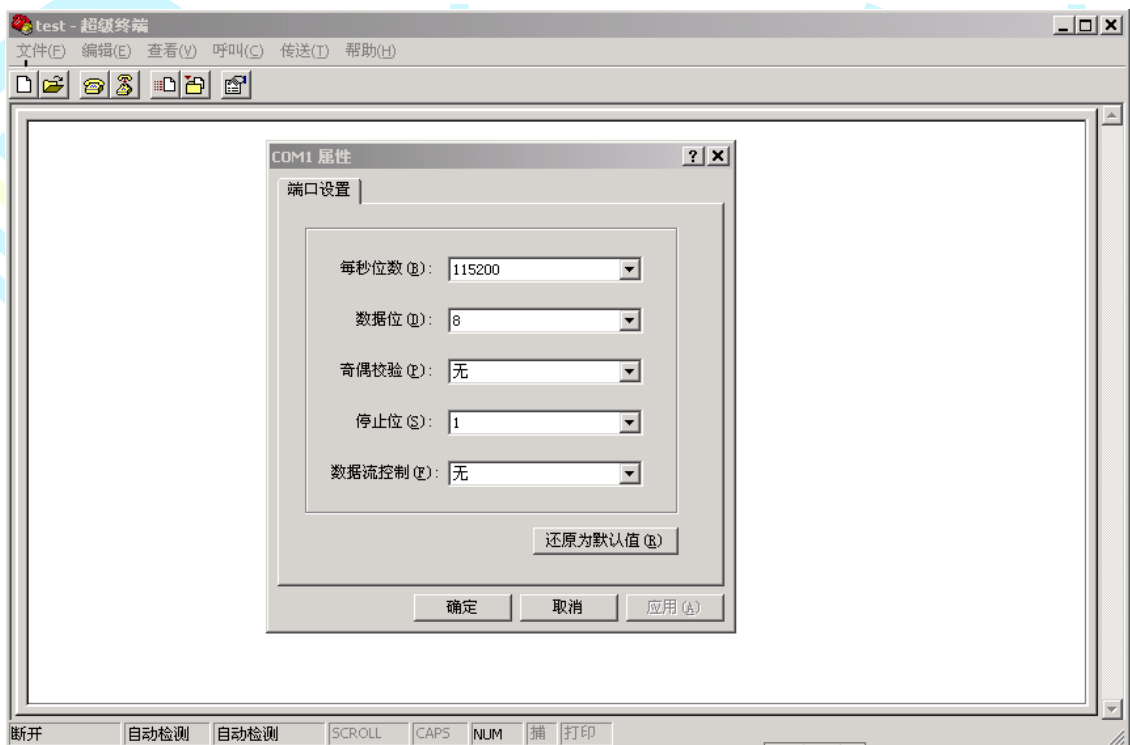 test - 超级终端
文件(F) 编辑(E) 查看(V) 呼叫(C) 传送(T) 帮助(H)
COM1 属性
端口设置
每秒位数(B): 115200
数据位(D): 8
奇偶校验(P): 无
停止位(S): 1
数据流控制(F): 无
还原为默认值(R)
确定 取消 应用(A)
断开 自动检测 自动检测 SCROLL CAPS NUM 捕 打印